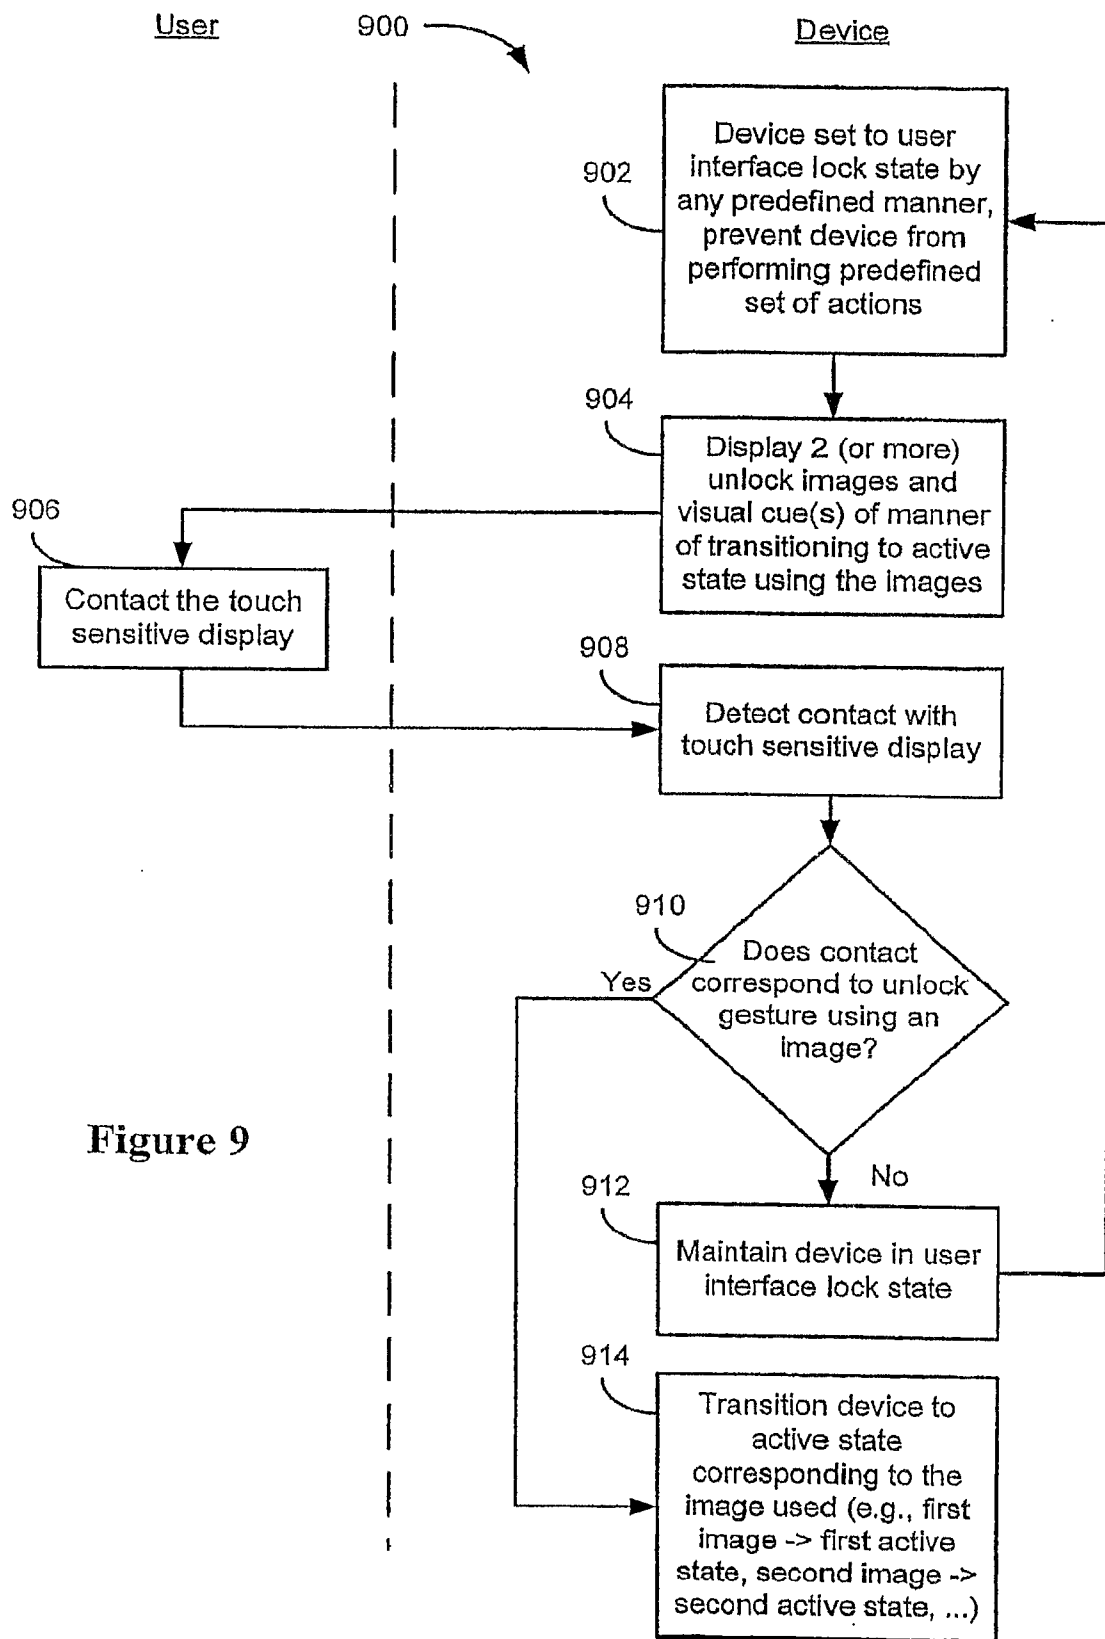 User
900
Device
902
Device set to user
interface lock state by
any predefined manner,
prevent device from
performing predefined
set of actions
904
Display 2 (or more)
unlock images and
visual cue(s) of manner
of transitioning to active
state using the images
906
Contact the touch
sensitive display
908
Detect contact with
touch sensitive display
910
Does contact
correspond to unlock
gesture using an
image?
Yes
No
Figure 9
912
Maintain device in user
interface lock state
914
Transition device to
active state
corresponding to the
image used (e.g., first
image -> first active
state, second image ->
second active state, ...)